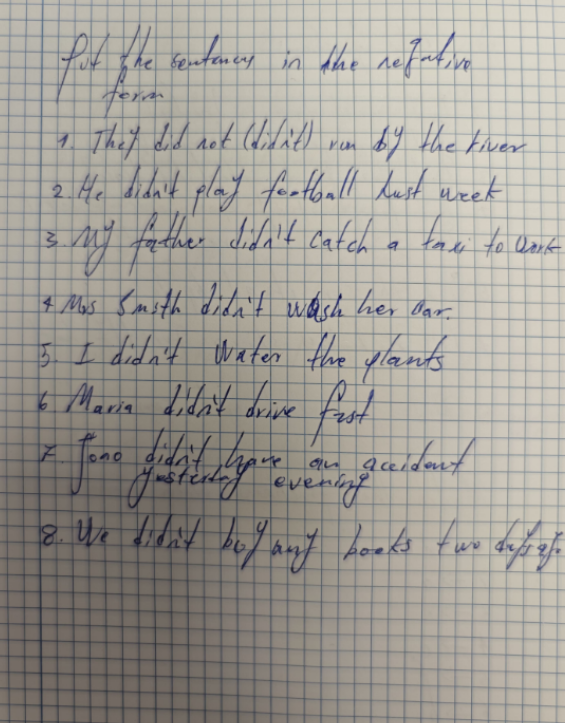 Put the sentences in the negative
form
1. They did not (didn't) run by the river
2. He didn't play football last week
3. My father didn't catch a taxi to work
4 Mrs Smith didn't wash her car.
5. I didn't water the plants
6 Maria didn't drive fast
7. Jono didn't have an accident
yesterday evening
8. We didn't boy any books two days ago